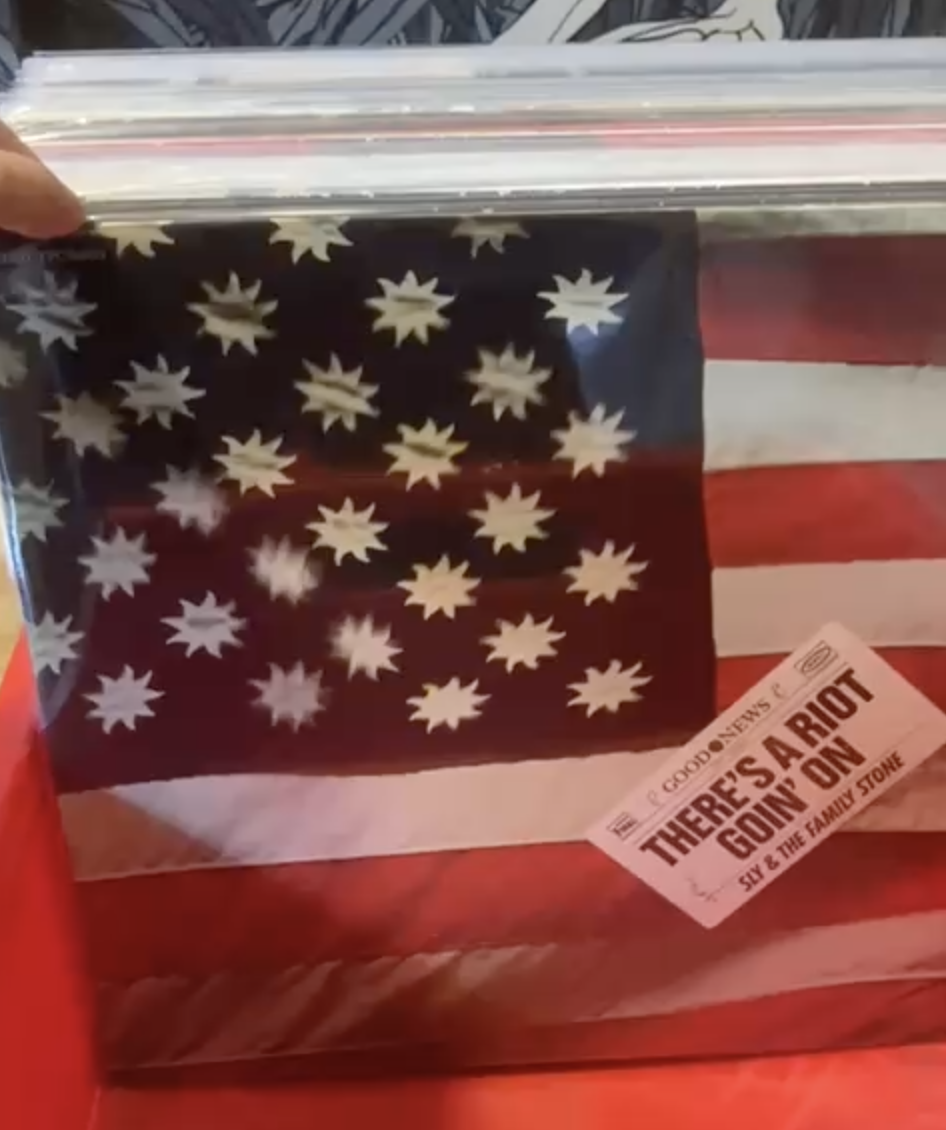 GOOD NEWS
THERE'S A RIOT
GOIN' ON
SLY & THE FAMILY STONE